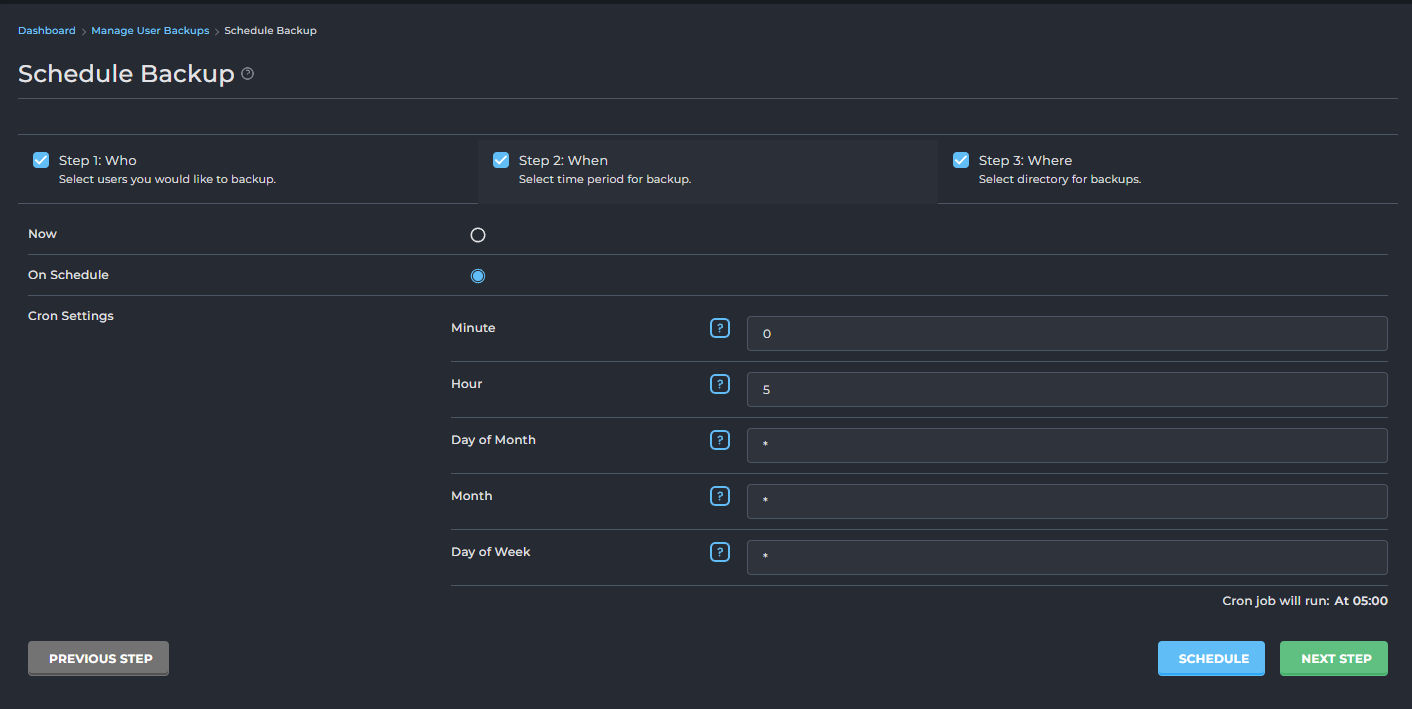 Dashboard > Manage User Backups > Schedule Backup
Schedule Backup ?
Step 1: Who
Select users you would like to backup.
Step 2: When
Select time period for backup.
Step 3: Where
Select directory for backups.
Now
On Schedule
Cron Settings
Minute ? 0
Hour ? 5
Day of Month ? *
Month ? *
Day of Week ? *
Cron job will run: At 05:00
PREVIOUS STEP SCHEDULE NEXT STEP